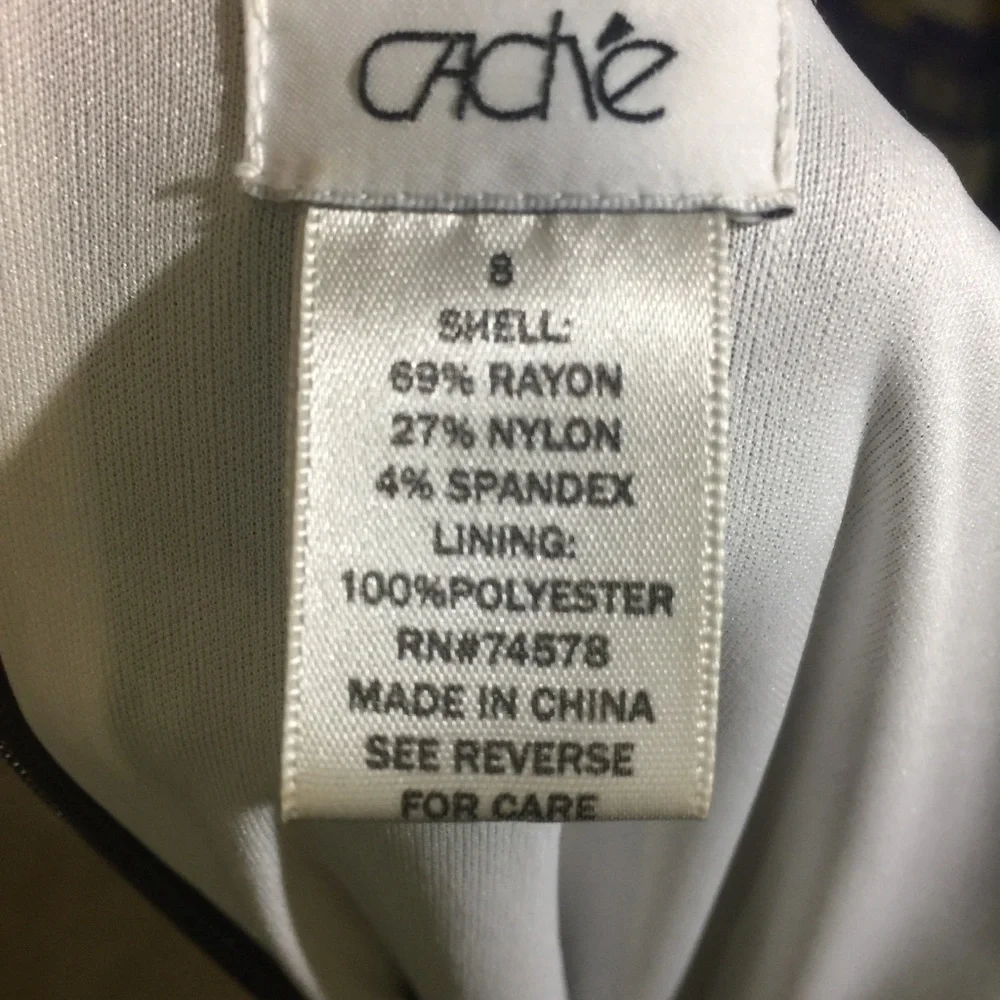 CACHÉ
8
SHELL:
69% RAYON
27% NYLON
4% SPANDEX
LINING:
100%POLYESTER
RN#74578
MADE IN CHINA
SEE REVERSE
FOR CARE